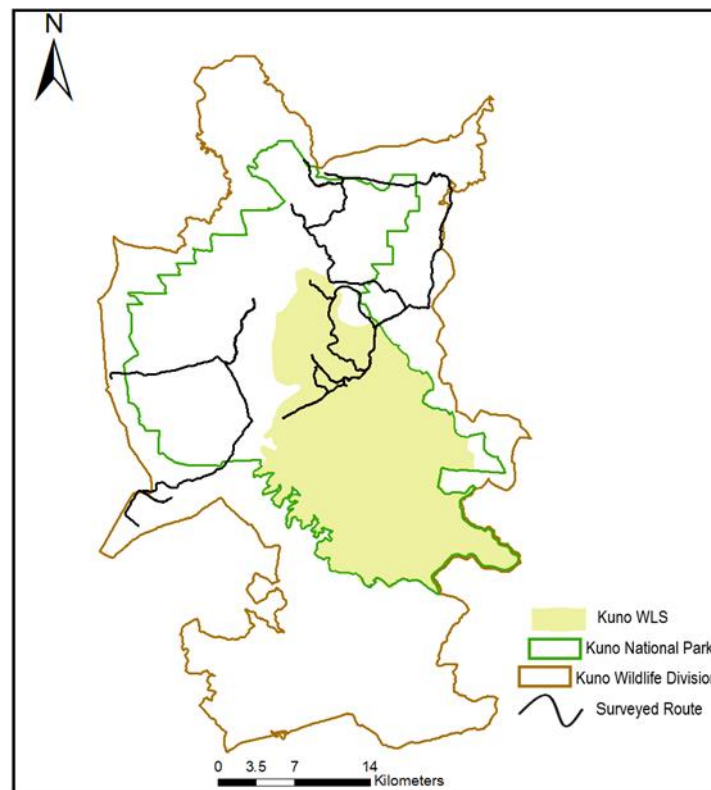 N
Kuno WLS
Kuno National Park
Kuno Wildlife Division
Surveyed Route
0 3.5 7 14
Kilometers